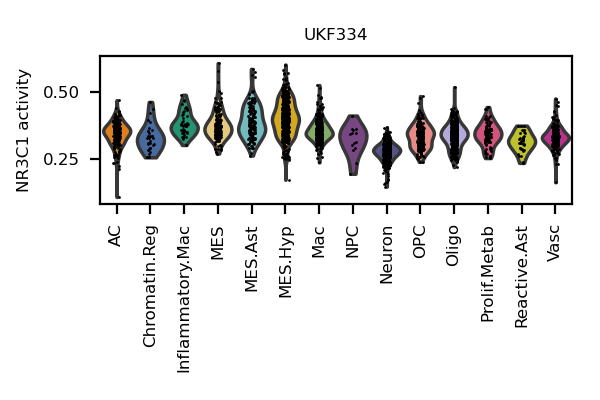 UKF334
NR3C1 activity
0.50
0.25
AC
Chromatin.Reg
Inflammatory.Mac
MES
MES.Ast
MES.Hyp
Mac
NPC
Neuron
OPC
Oligo
Prolif.Metab
Reactive.Ast
Vasc